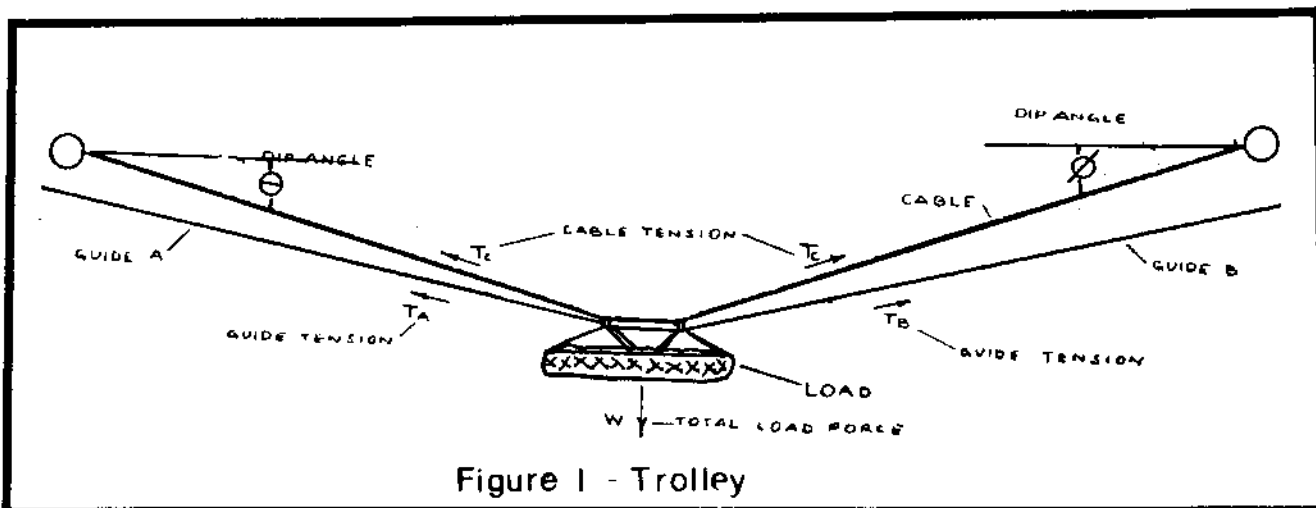 DIP ANGLE
DIP ANGLE
θ
Ø
CABLE
GUIDE A
Tc
CABLE TENSION
Tc
GUIDE B
TA
TB
GUIDE TENSION
GUIDE TENSION
LOAD
W
TOTAL LOAD FORCE
Figure 1 - Trolley